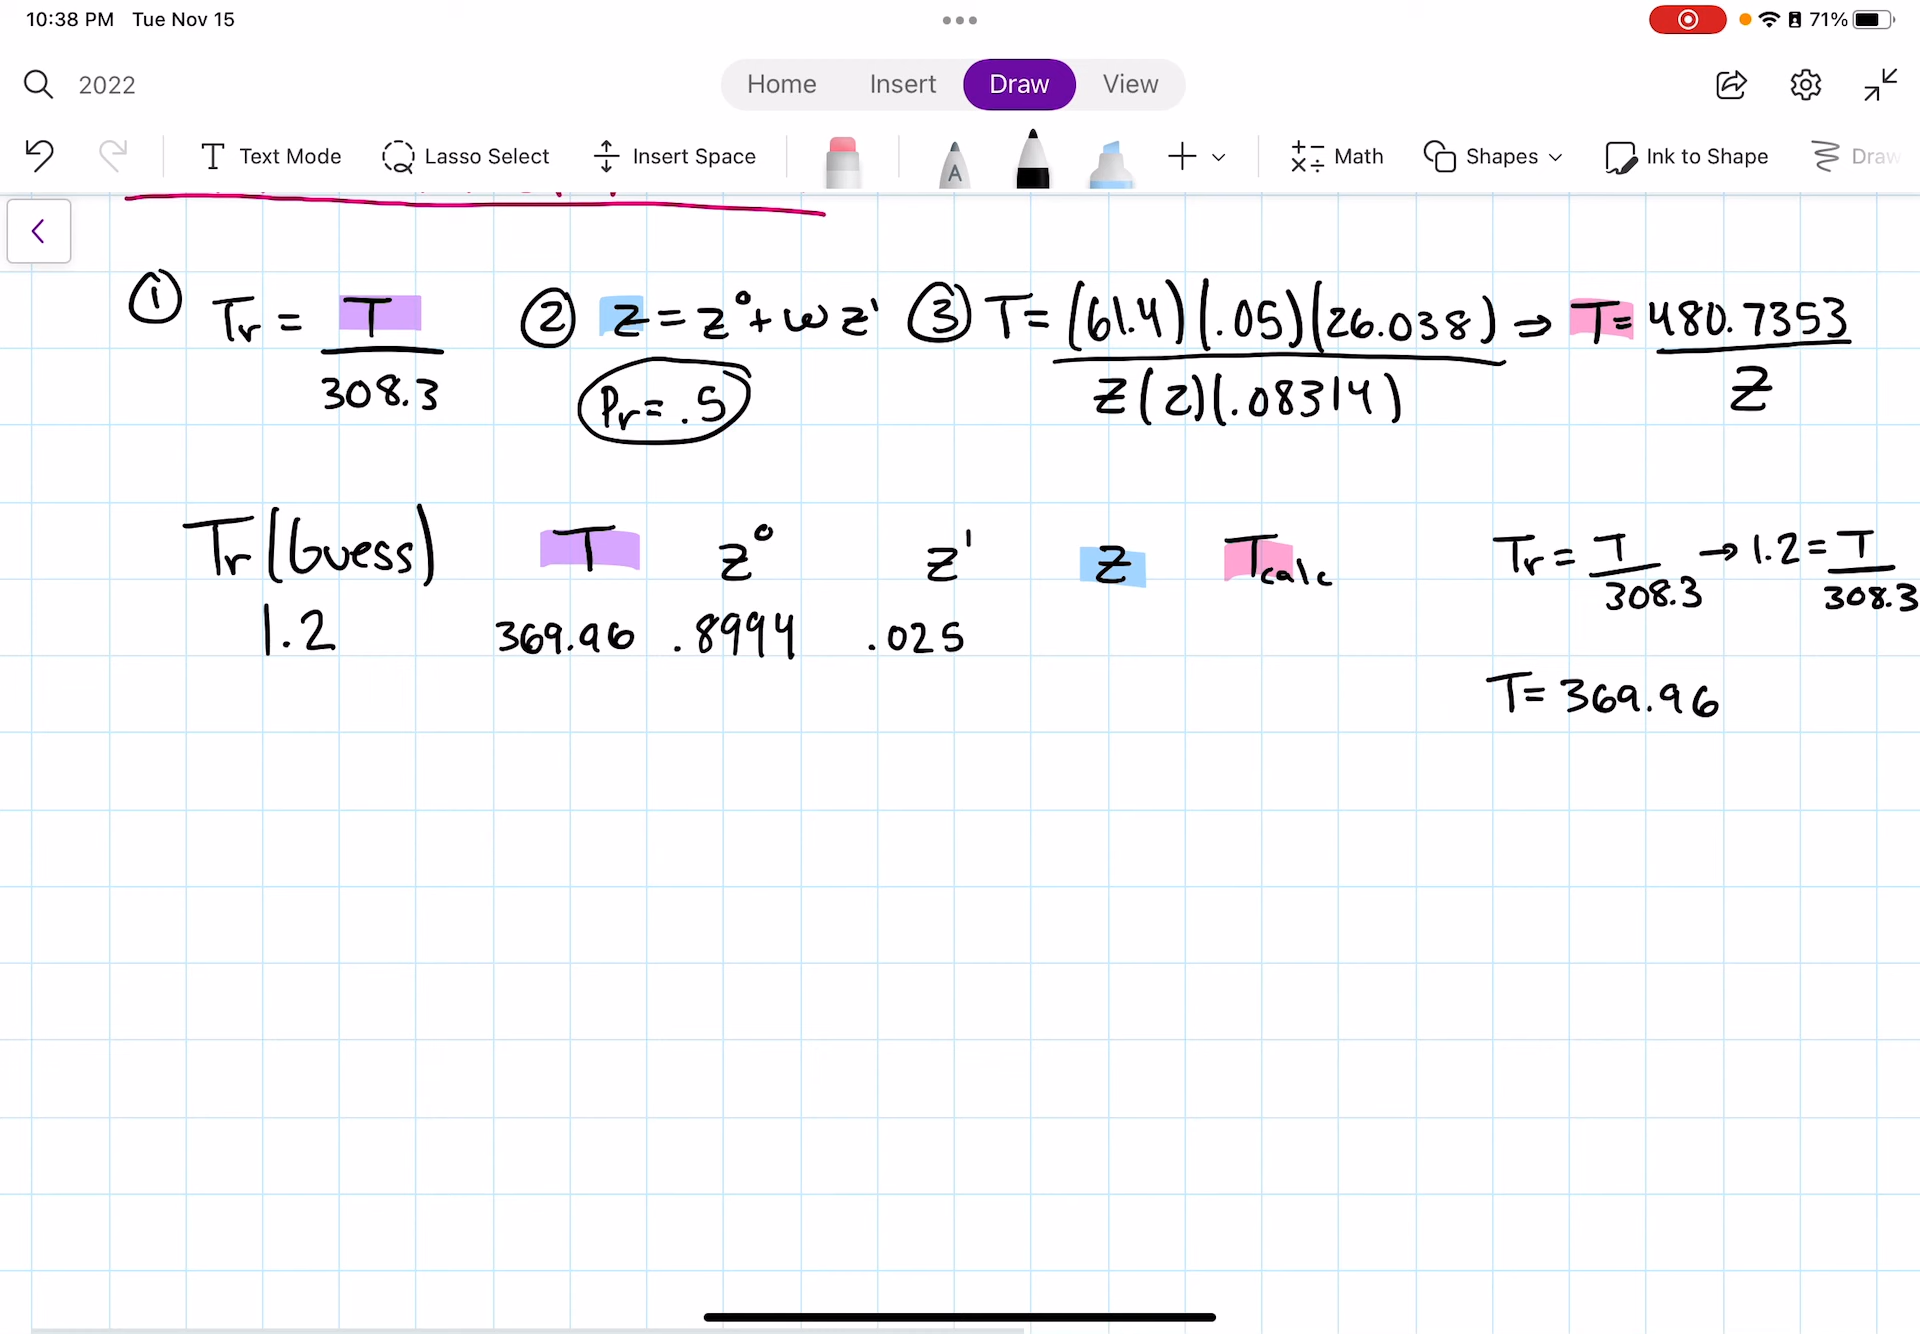 10:38 PM Tue Nov 15 71%
2022 Home Insert Draw View
Text Mode Lasso Select Insert Space A Math Shapes Ink to Shape Draw
① Tr = T / 308.3 ② z = z⁰ + ω z' ③ T = (61.4)(.05)(26.038) / z(2)(.08314) ⇒ T = 480.7353 / z
Pr = .5
Tr (Guess) T z⁰ z' z Tcalc Tr = T / 308.3 → 1.2 = T / 308.3
1.2 369.96 .8994 .025
T = 369.96